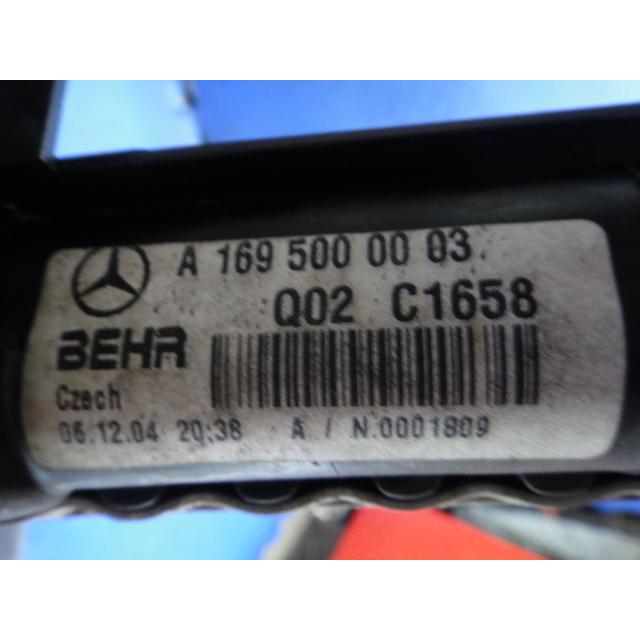 A 169 500 00 03
Q02 C1658
BEHR
Czech
06.12.04 20:38 A / N.0001809